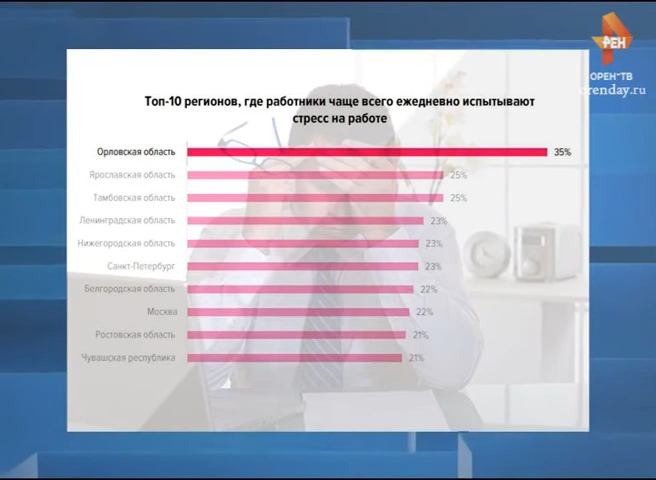 РЕН
ОРЕН-ТВ
orenday.ru
Топ-10 регионов, где работники чаще всего ежедневно испытывают
стресс на работе
Орловская область 35%
Ярославская область 25%
Тамбовская область 25%
Ленинградская область 23%
Нижегородская область 23%
Санкт-Петербург 23%
Белгородская область 22%
Москва 22%
Ростовская область 21%
Чувашская республика 21%